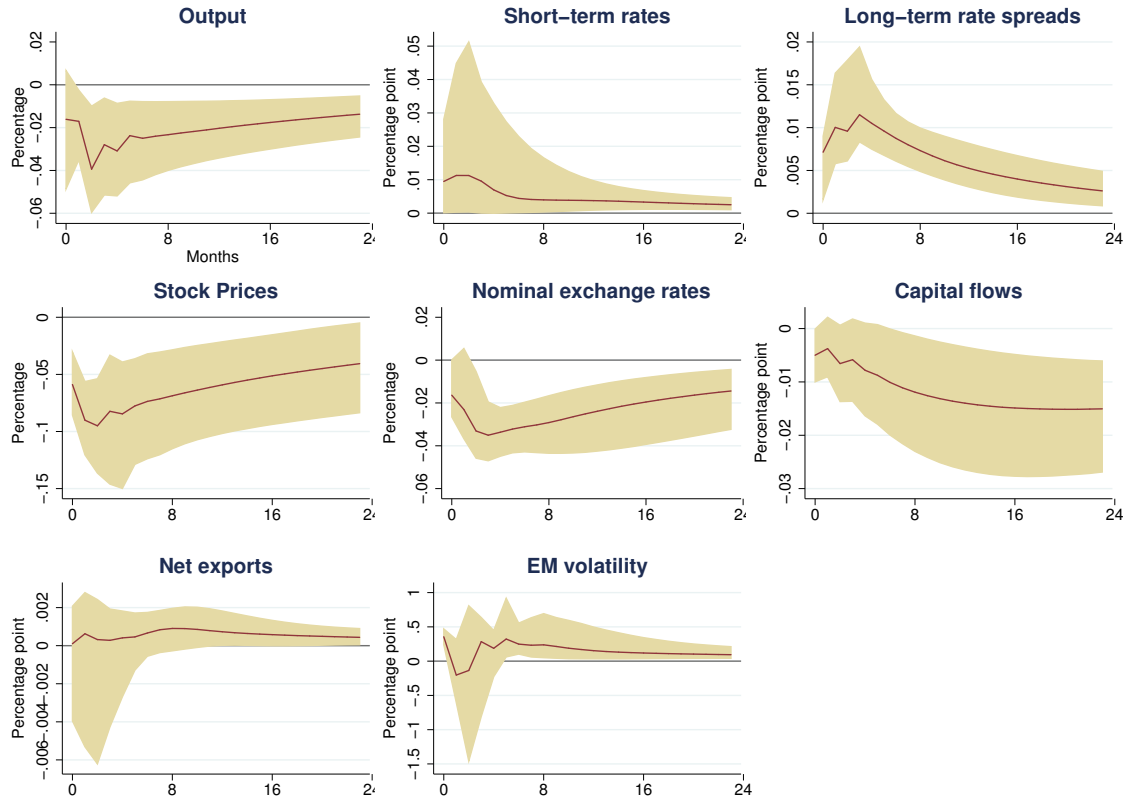 Output
Percentage
.02
0
−.02
−.04
−.06
0 8 16 24
Months
Short−term rates
Percentage point
.05
.04
.03
.02
.01
0
0 8 16 24
Long−term rate spreads
Percentage point
.02
.015
.01
.005
0
0 8 16 24
Stock Prices
Percentage
0
−.05
−.1
−.15
0 8 16 24
Nominal exchange rates
Percentage
.02
0
−.02
−.04
−.06
0 8 16 24
Capital flows
Percentage point
0
−.01
−.02
−.03
0 8 16 24
Net exports
Percentage point
.002
0
−.002
−.004
−.006
0 8 16 24
EM volatility
Percentage point
1
.5
0
−.5
−1
−1.5
0 8 16 24